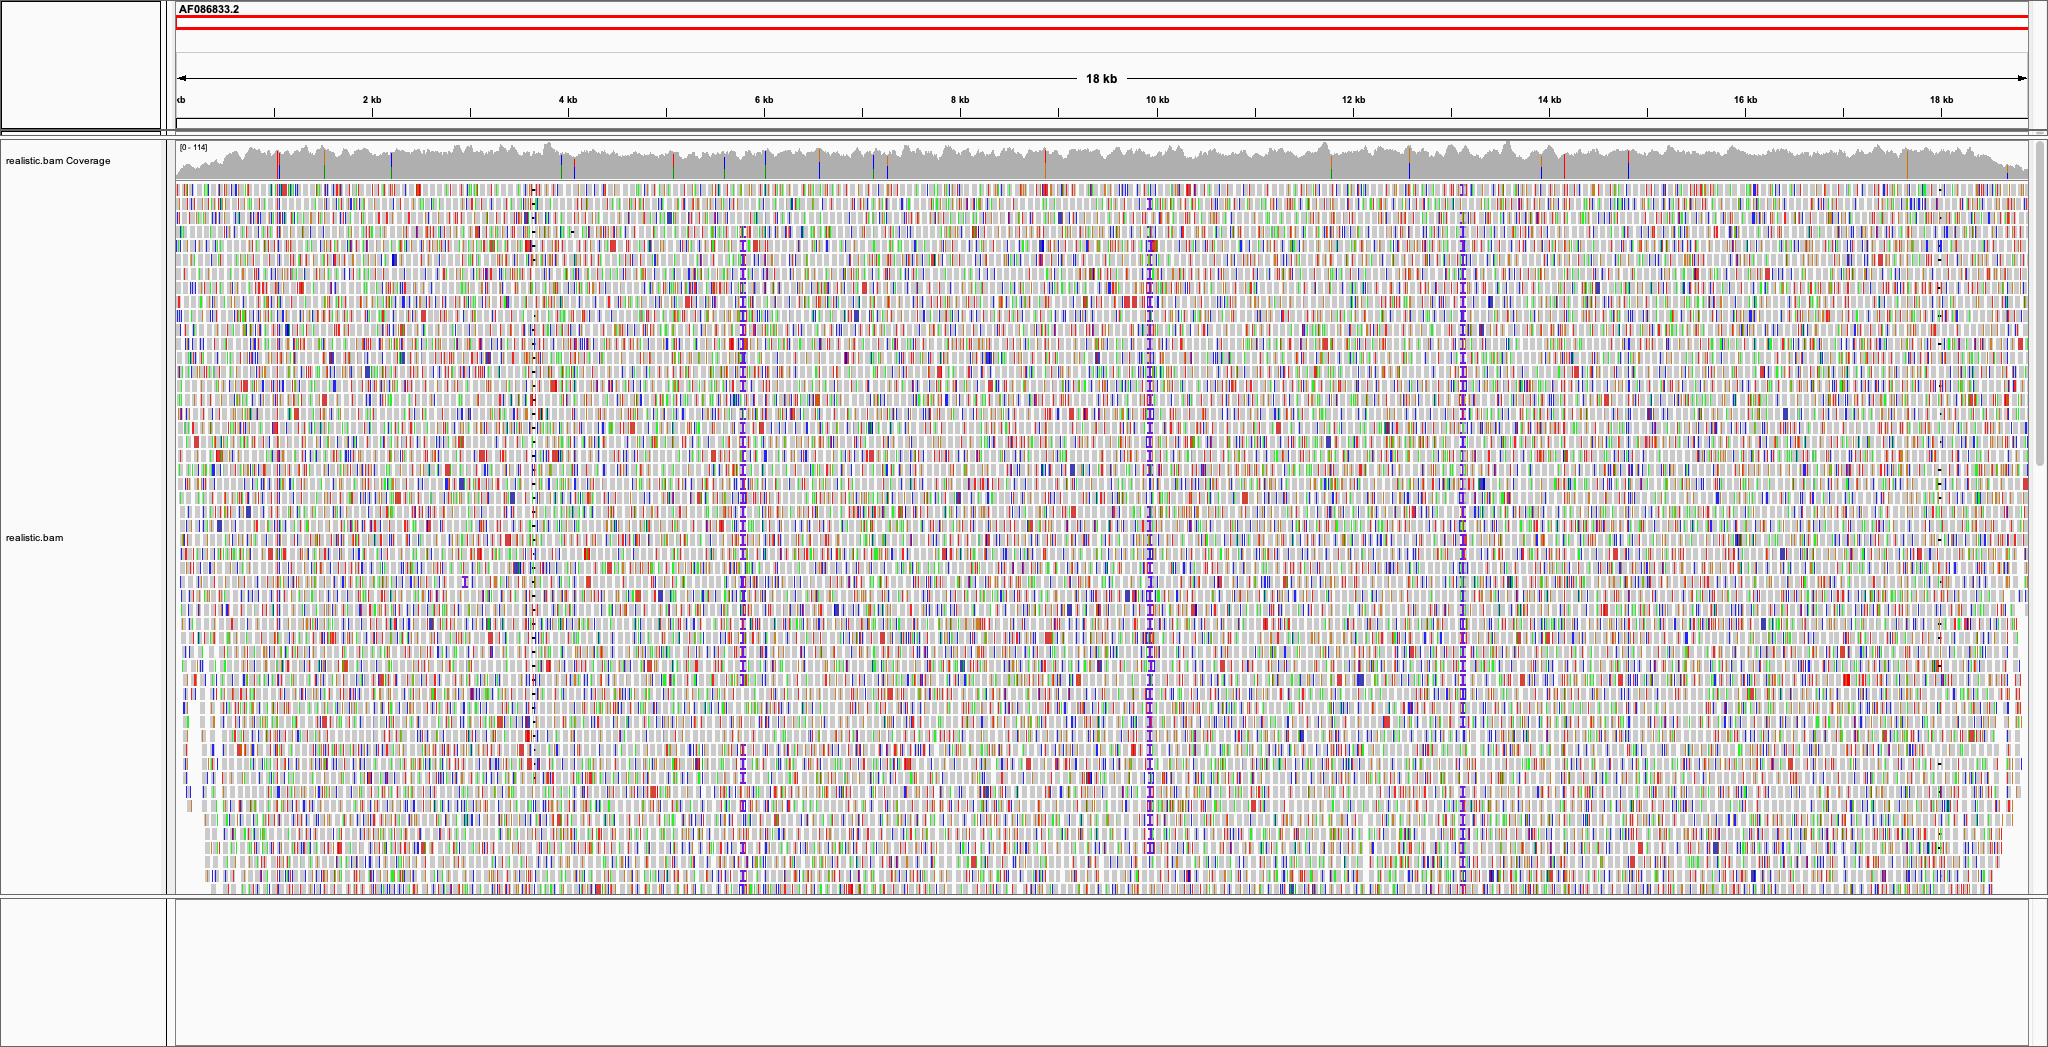 AF086833.2
18 kb
kb 2 kb 4 kb 6 kb 8 kb 10 kb 12 kb 14 kb 16 kb 18 kb
[0 - 114]
realistic.bam Coverage
realistic.bam